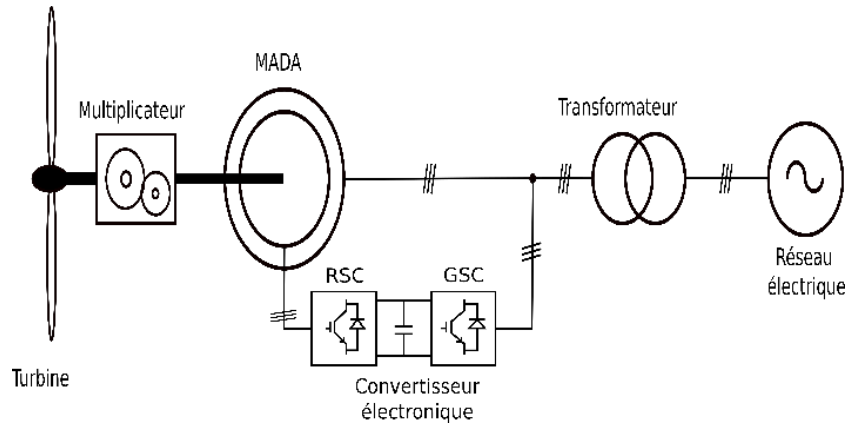 MADA
Multiplicateur
Transformateur
RSC
GSC
Réseau
électrique
Turbine
Convertisseur
électronique